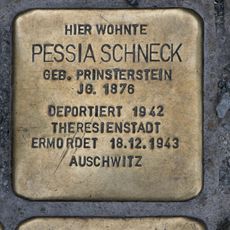 HIER WOHNTE
PESSIA SCHNECK
GEB. PRINSTERSTEIN
JG. 1876
DEPORTIERT 1942
THERESIENSTADT
ERMORDET 18.12.1943
AUSCHWITZ